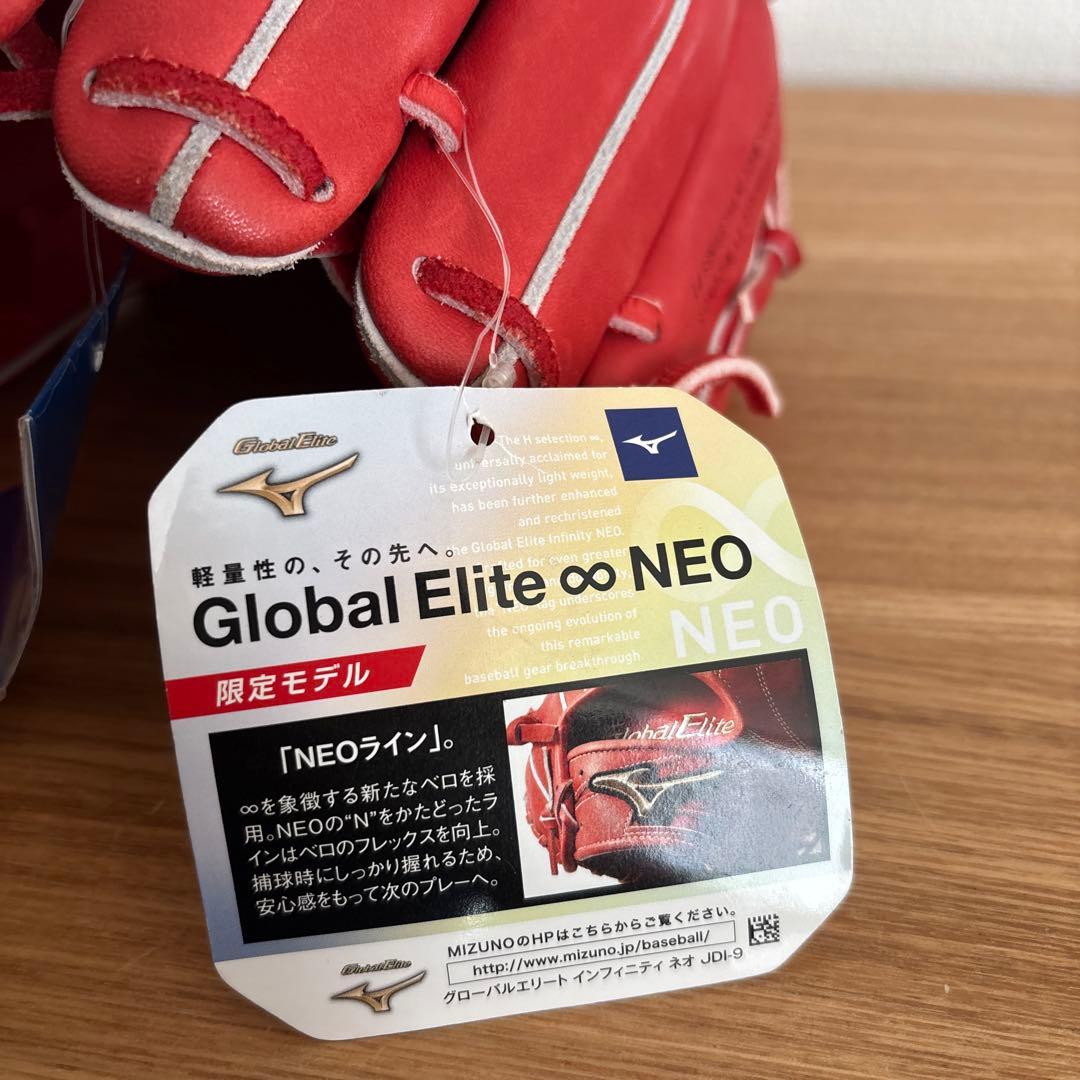 Global Elite
The H selection ∞,
universally acclaimed for
its exceptionally light weight,
has been further enhanced
and rechristened
the Global Elite Infinity NEO.
for even greater
The "NEO" tag underscores
the ongoing evolution of
this remarkable
baseball gear breakthrough
軽量性の、その先へ。
Global Elite ∞ NEO
NEO
限定モデル
「NEOライン」。
∞を象徴する新たなベロを採
用。NEOの“N”をかたどったラ
インはベロのフレックスを向上。
捕球時にしっかり握れるため、
安心感をもって次のプレーへ。
Global Elite
MIZUNOのHPはこちらからご覧ください。
http://www.mizuno.jp/baseball/
グローバルエリート インフィニティ ネオ JDI-9
Global Elite